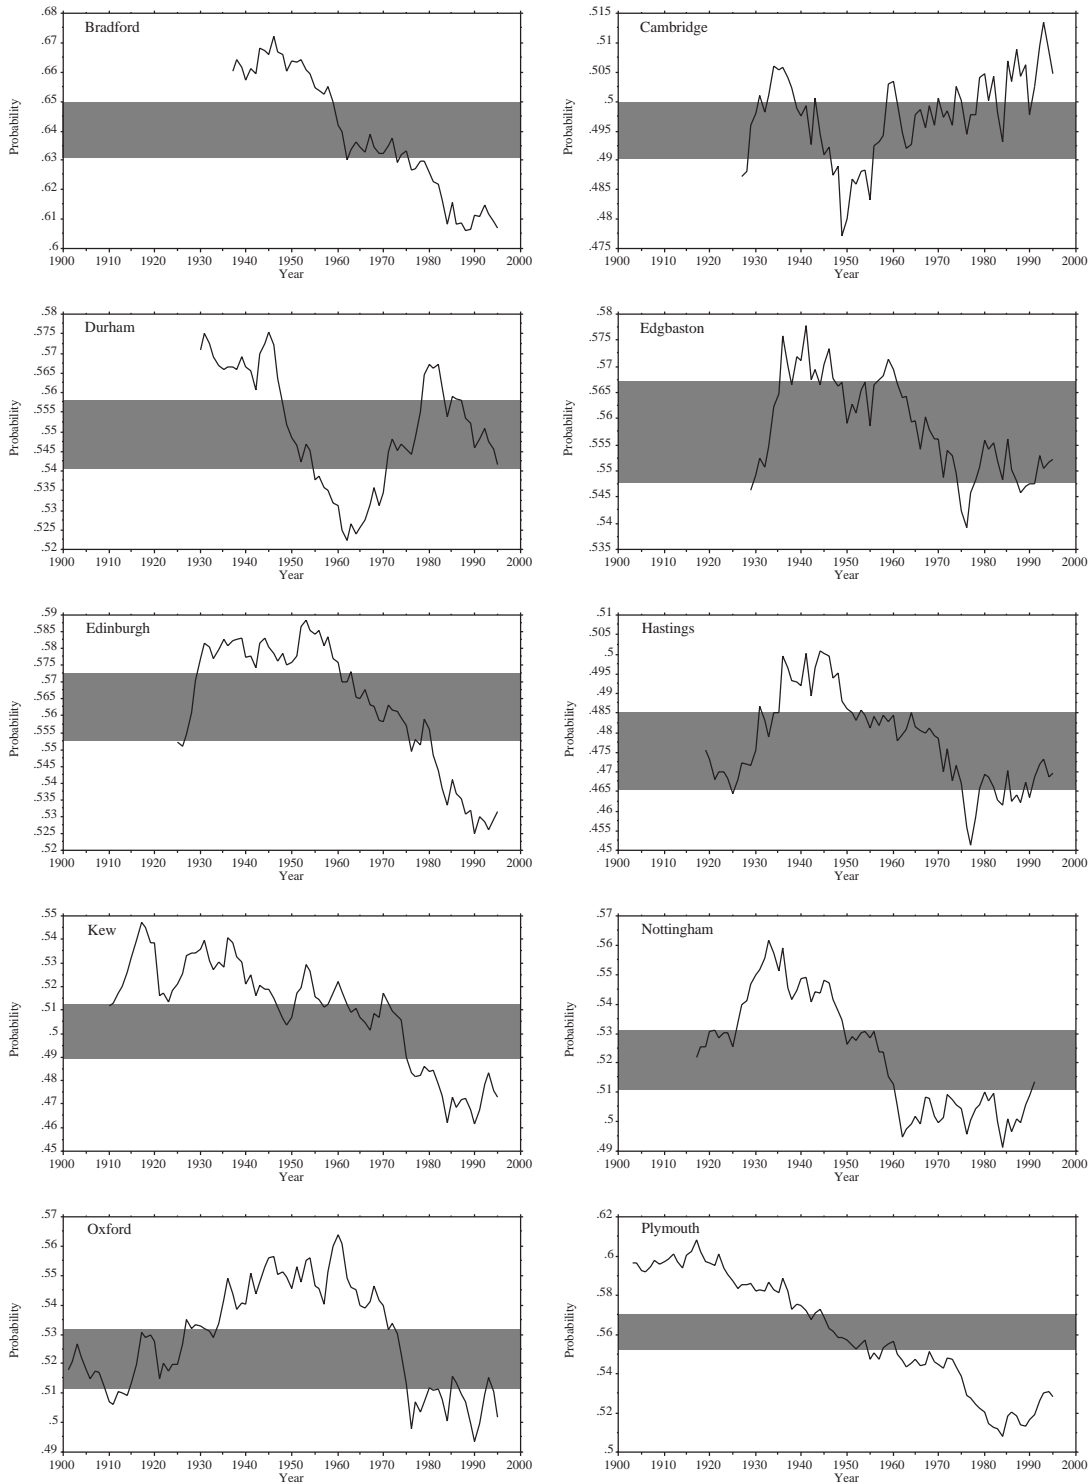 Bradford
Probability
.68
.67
.66
.65
.64
.63
.62
.61
.6
1900 1910 1920 1930 1940 1950 1960 1970 1980 1990 2000
Year
Cambridge
Probability
.515
.51
.505
.5
.495
.49
.485
.48
.475
1900 1910 1920 1930 1940 1950 1960 1970 1980 1990 2000
Year
Durham
Probability
.58
.575
.57
.565
.56
.555
.55
.545
.54
.535
.53
.525
.52
1900 1910 1920 1930 1940 1950 1960 1970 1980 1990 2000
Year
Edgbaston
Probability
.58
.575
.57
.565
.56
.555
.55
.545
.54
.535
1900 1910 1920 1930 1940 1950 1960 1970 1980 1990 2000
Year
Edinburgh
Probability
.59
.585
.58
.575
.57
.565
.56
.555
.55
.545
.54
.535
.53
.525
.52
1900 1910 1920 1930 1940 1950 1960 1970 1980 1990 2000
Year
Hastings
Probability
.51
.505
.5
.495
.49
.485
.48
.475
.47
.465
.46
.455
.45
1900 1910 1920 1930 1940 1950 1960 1970 1980 1990 2000
Year
Kew
Probability
.55
.54
.53
.52
.51
.5
.49
.48
.47
.46
.45
1900 1910 1920 1930 1940 1950 1960 1970 1980 1990 2000
Year
Nottingham
Probability
.57
.56
.55
.54
.53
.52
.51
.5
.49
1900 1910 1920 1930 1940 1950 1960 1970 1980 1990 2000
Year
Oxford
Probability
.57
.56
.55
.54
.53
.52
.51
.5
.49
1900 1910 1920 1930 1940 1950 1960 1970 1980 1990 2000
Year
Plymouth
Probability
.62
.6
.58
.56
.54
.52
.5
1900 1910 1920 1930 1940 1950 1960 1970 1980 1990 2000
Year